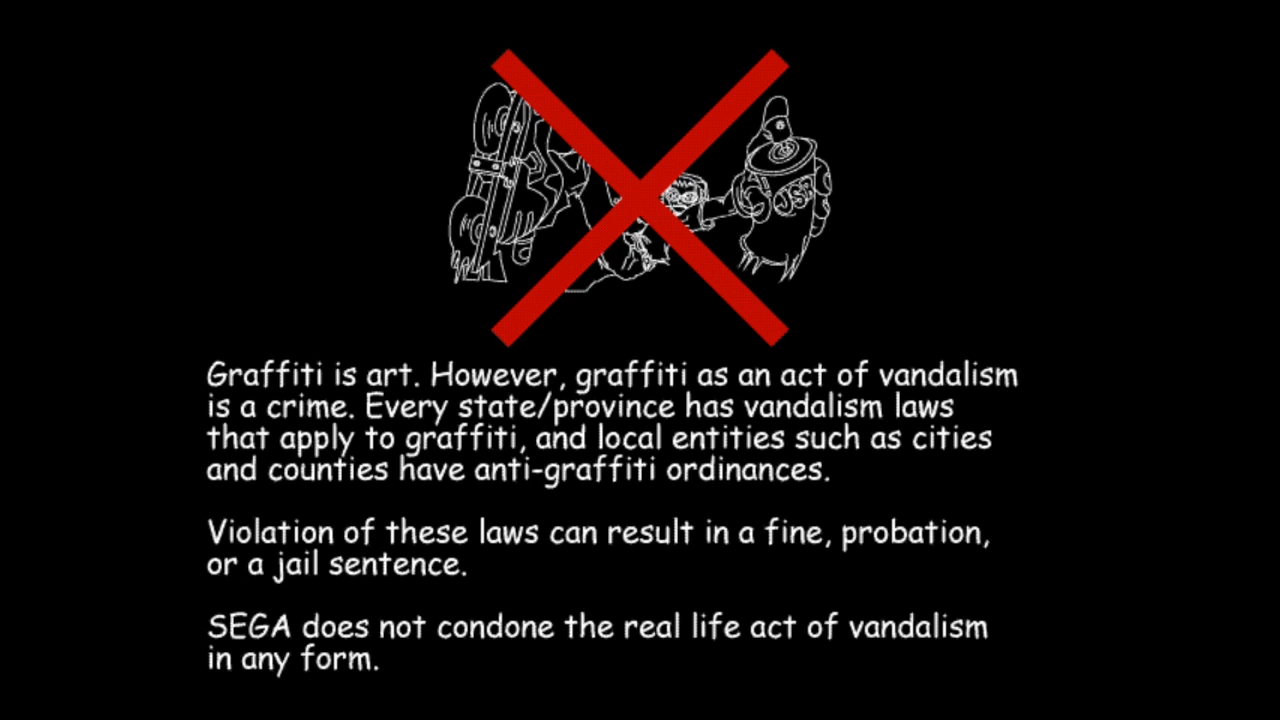 JSR
Graffiti is art. However, graffiti as an act of vandalism
is a crime. Every state/province has vandalism laws
that apply to graffiti, and local entities such as cities
and counties have anti-graffiti ordinances.
Violation of these laws can result in a fine, probation,
or a jail sentence.
SEGA does not condone the real life act of vandalism
in any form.